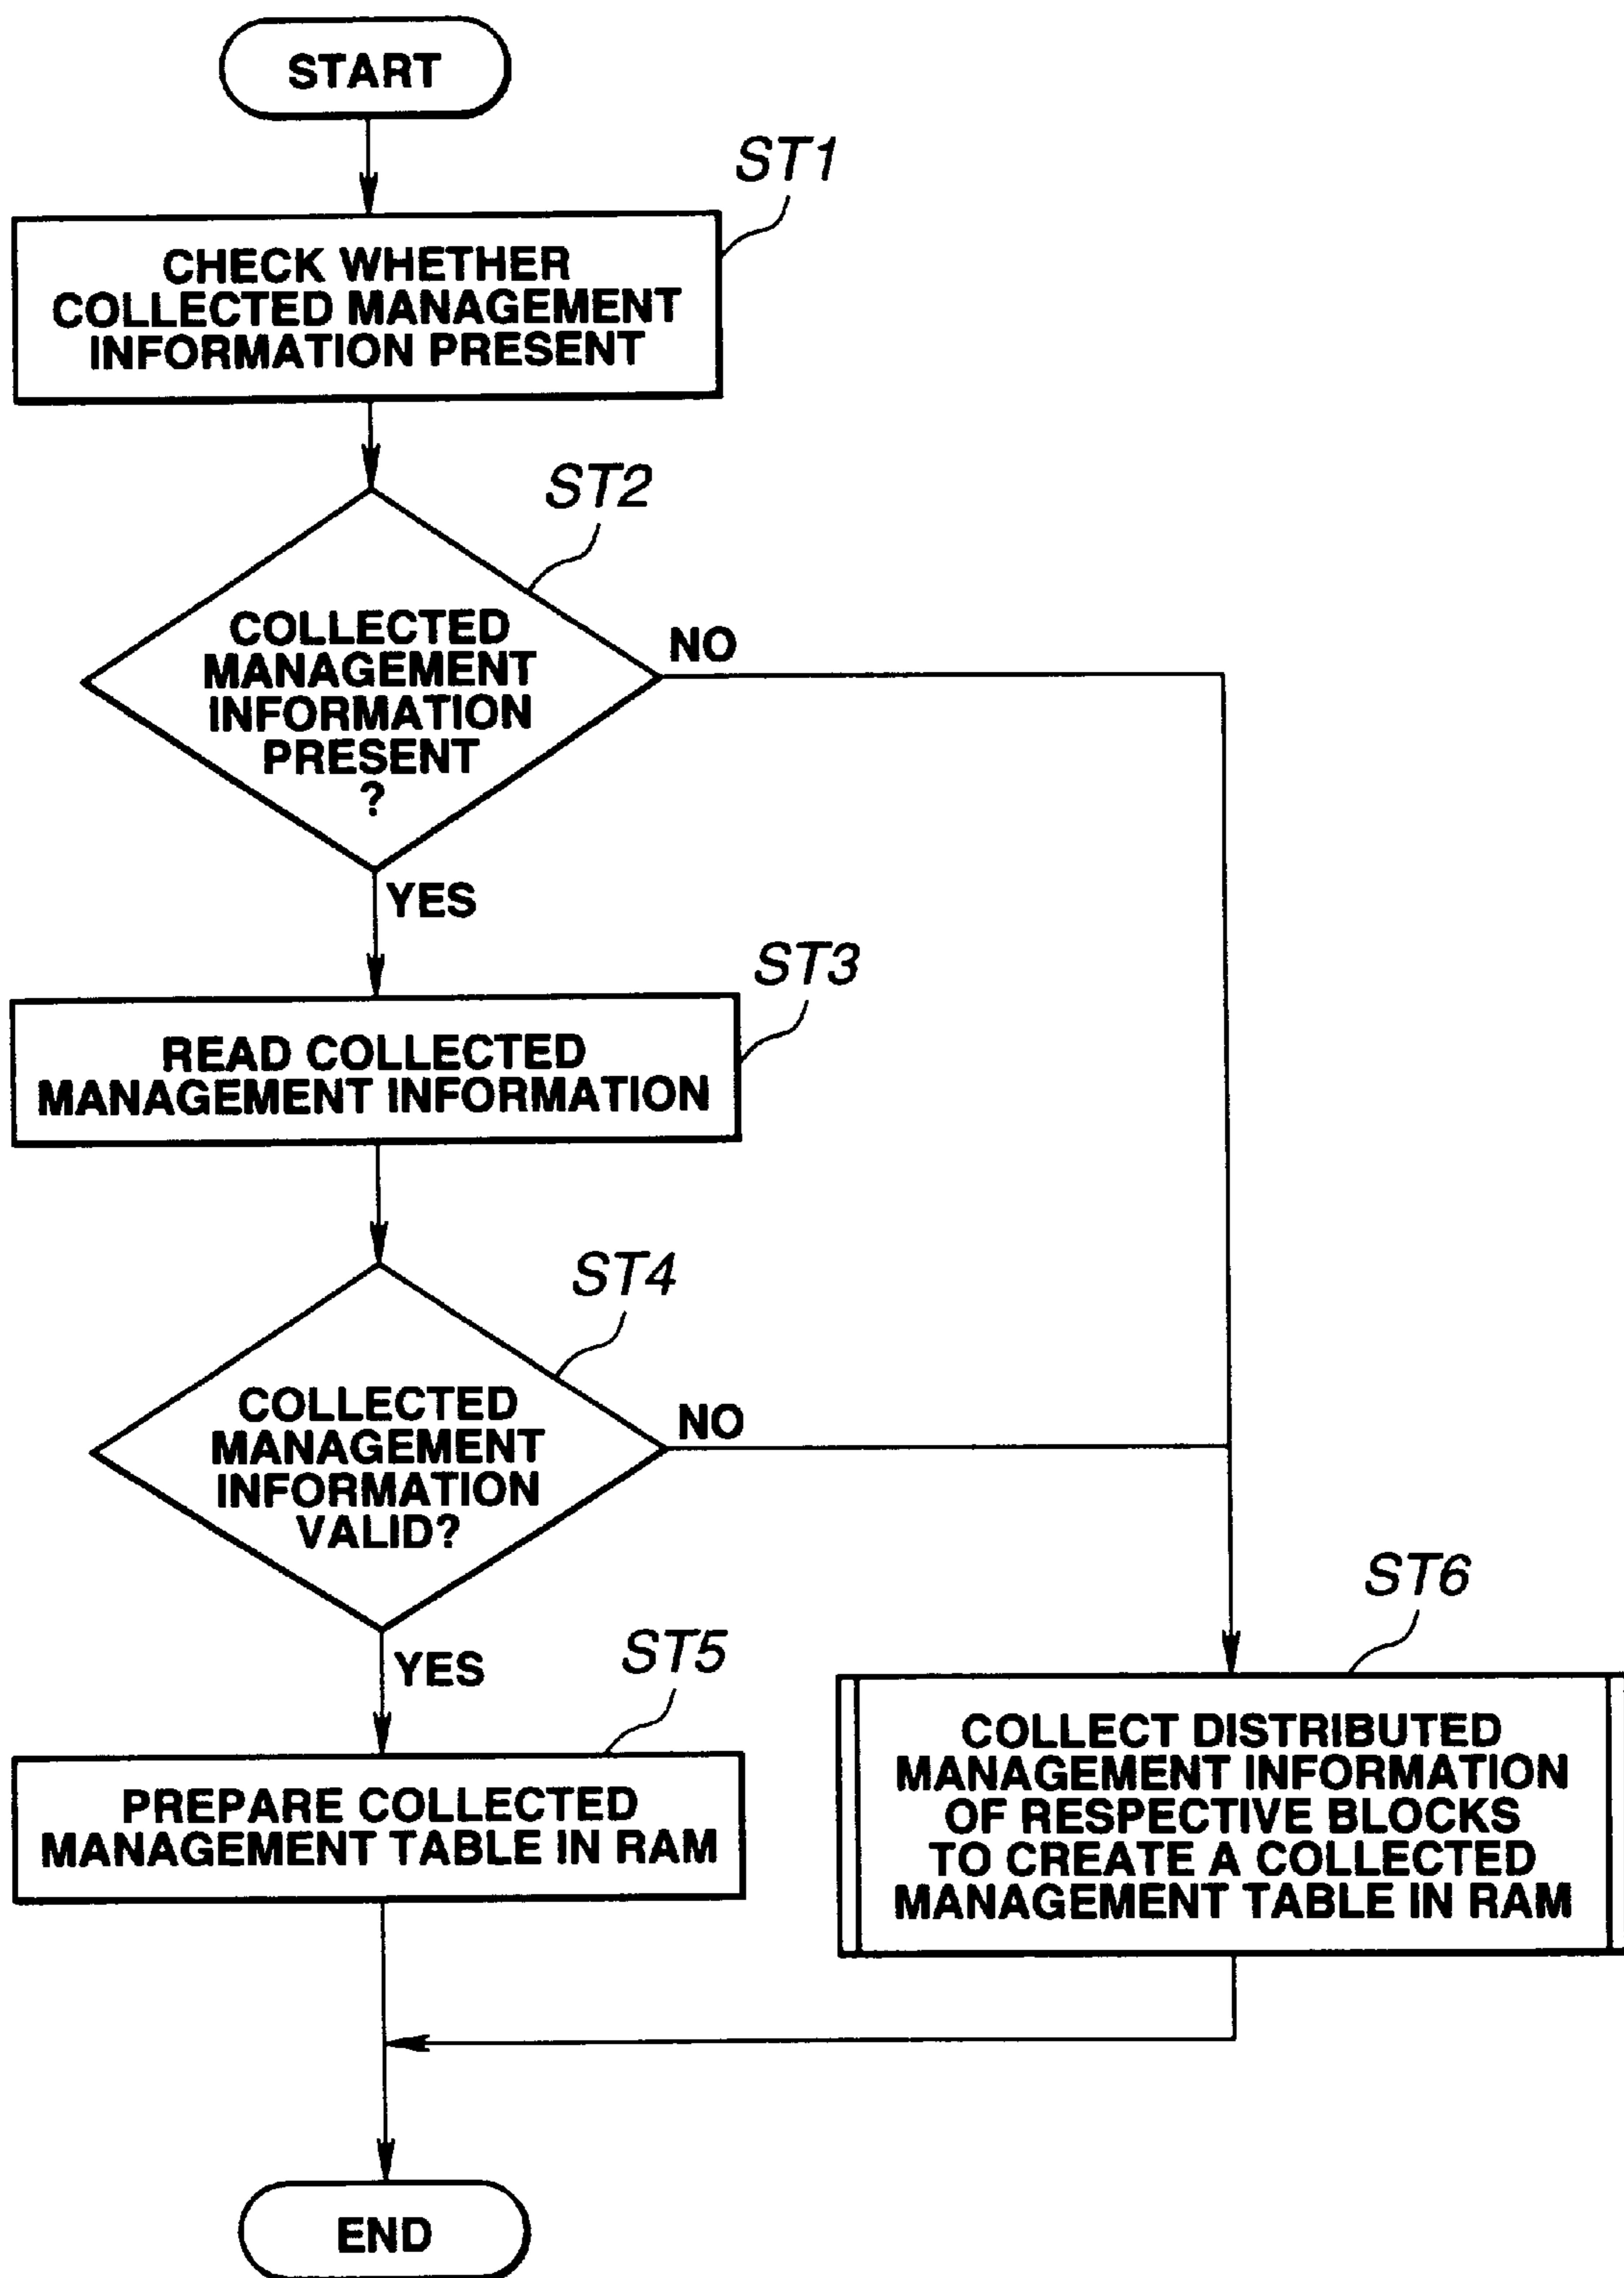 START
ST1
CHECK WHETHER
COLLECTED MANAGEMENT
INFORMATION PRESENT
ST2
COLLECTED
MANAGEMENT
INFORMATION
PRESENT
?
NO
YES
ST3
READ COLLECTED
MANAGEMENT INFORMATION
ST4
COLLECTED
MANAGEMENT
INFORMATION
VALID?
NO
YES
ST5
PREPARE COLLECTED
MANAGEMENT TABLE IN RAM
ST6
COLLECT DISTRIBUTED
MANAGEMENT INFORMATION
OF RESPECTIVE BLOCKS
TO CREATE A COLLECTED
MANAGEMENT TABLE IN RAM
END